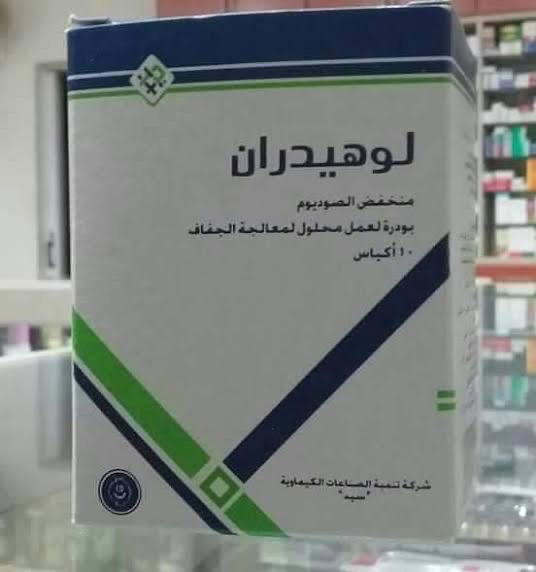 لوهيدران
منخفض الصوديوم
بودرة لعمل محلول لمعالجة الجفاف
١٠ أكياس
شركة تنمية الصناعات الكيماوية
"سيد"